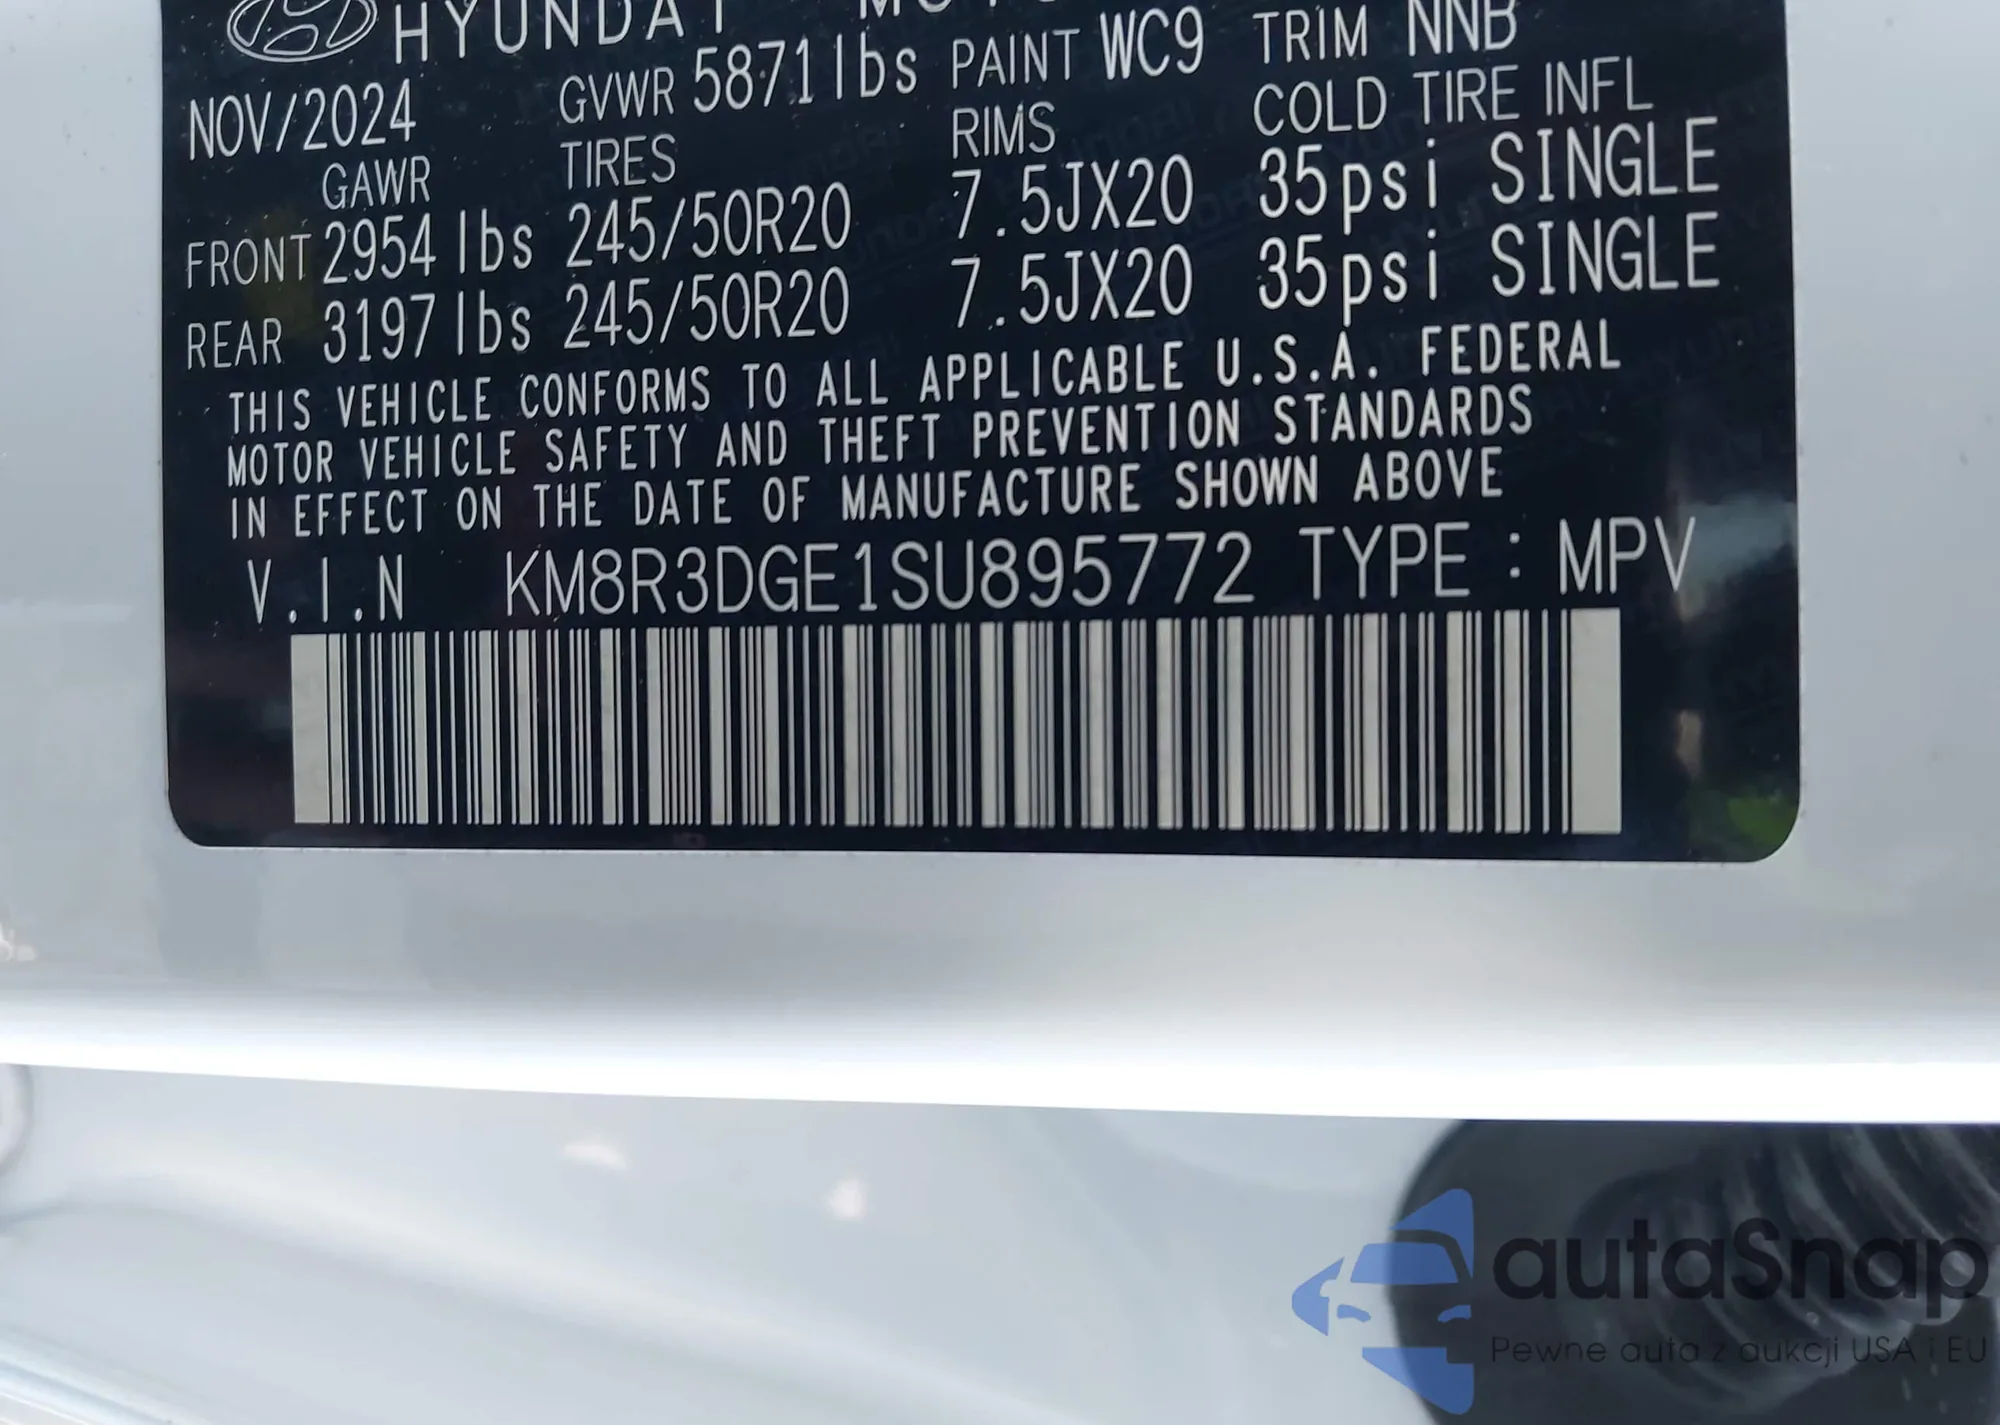 HYUNDAI
NOV/2024 GVWR 5871 lbs PAINT WC9 TRIM NNB
GAWR TIRES RIMS COLD TIRE INFL
FRONT 2954 lbs 245/50R20 7.5JX20 35psi SINGLE
REAR 3197 lbs 245/50R20 7.5JX20 35psi SINGLE
THIS VEHICLE CONFORMS TO ALL APPLICABLE U.S.A. FEDERAL
MOTOR VEHICLE SAFETY AND THEFT PREVENTION STANDARDS
IN EFFECT ON THE DATE OF MANUFACTURE SHOWN ABOVE
V.I.N KM8R3DGE1SU895772 TYPE : MPV
autaSnap
Pewne auta z aukcji USA i EU